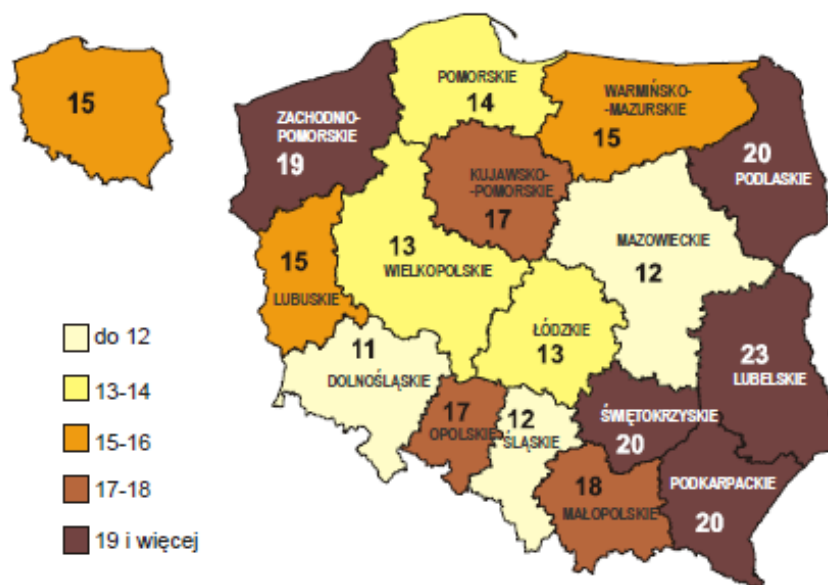 15
POMORSKIE
14
WARMIŃSKO-
-MAZURSKIE
15
ZACHODNIO-
POMORSKIE
19
20
PODLASKIE
KUJAWSKO-
-POMORSKIE
17
13
WIELKOPOLSKIE
MAZOWIECKIE
12
15
LUBUSKIE
ŁÓDZKIE
13
23
LUBELSKIE
11
DOLNOŚLĄSKIE
17
OPOLSKIE
12
ŚLĄSKIE
ŚWIĘTOKRZYSKIE
20
18
MAŁOPOLSKIE
PODKARPACKIE
20
do 12
13-14
15-16
17-18
19 i więcej